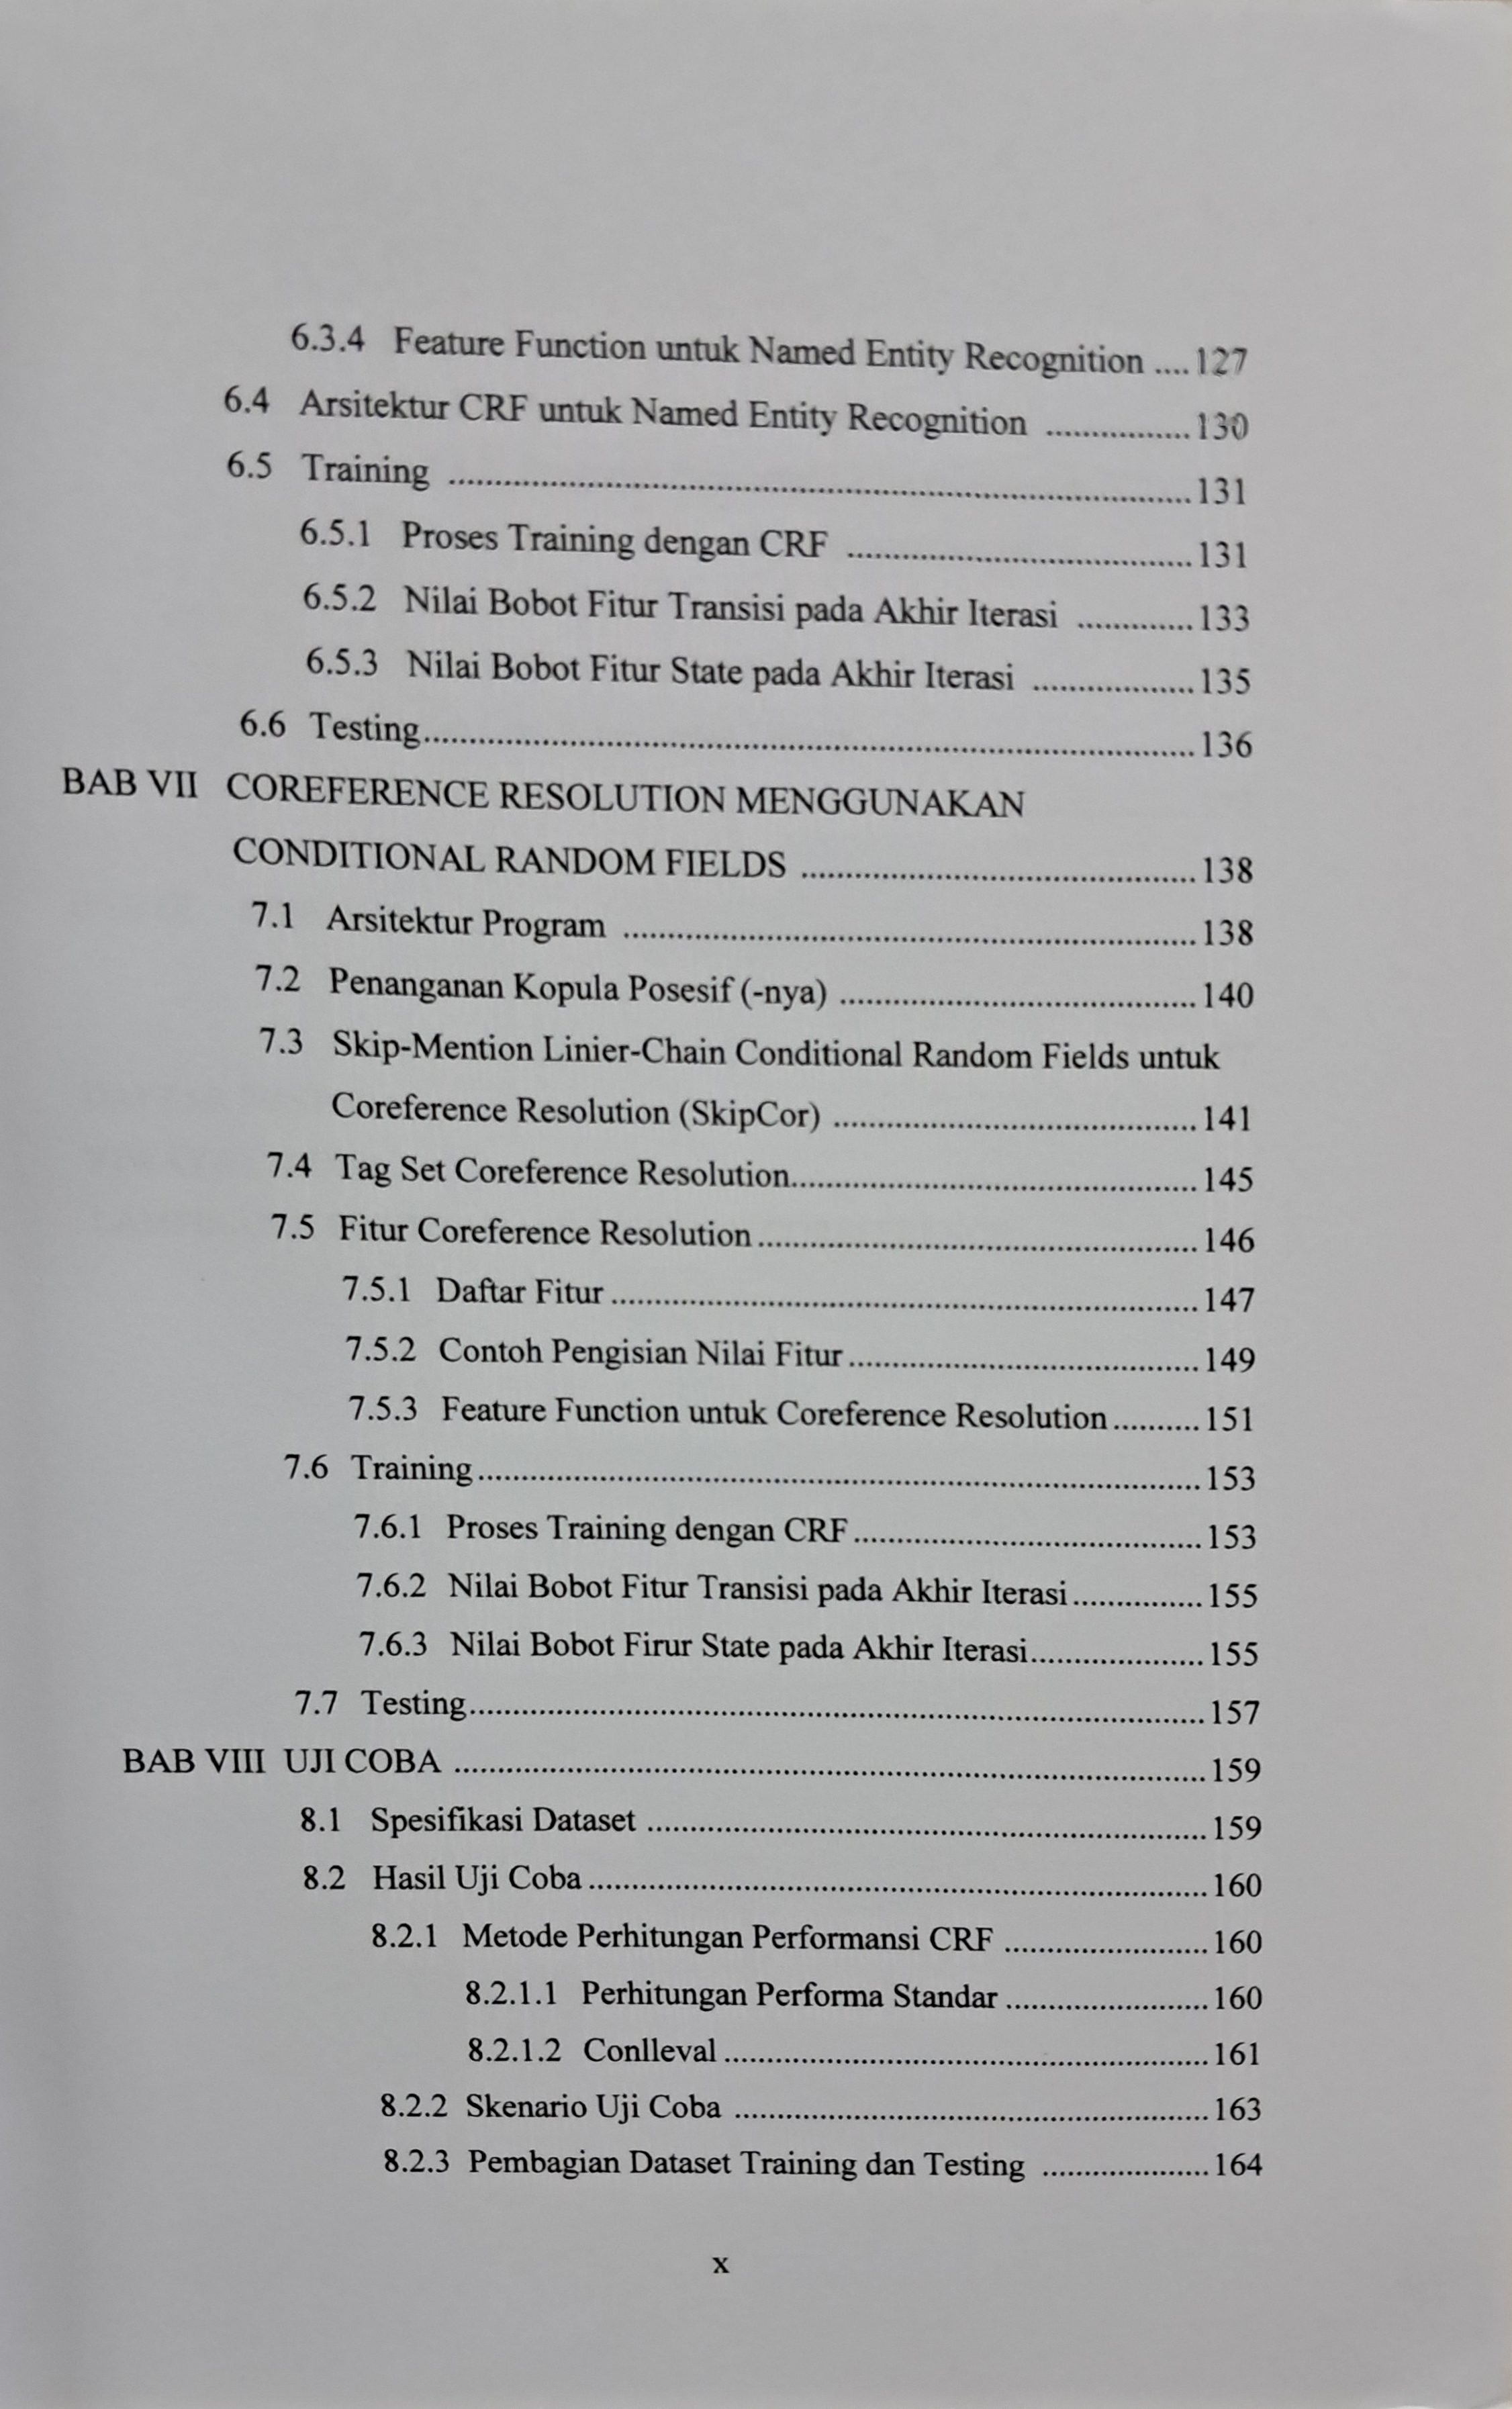 6.3.4 Feature Function untuk Named Entity Recognition .... 127
6.4 Arsitektur CRF untuk Named Entity Recognition ................ 130
6.5 Training ................................................................................ 131
6.5.1 Proses Training dengan CRF ..................................... 131
6.5.2 Nilai Bobot Fitur Transisi pada Akhir Iterasi ............. 133
6.5.3 Nilai Bobot Fitur State pada Akhir Iterasi .................. 135
6.6 Testing................................................................................... 136
BAB VII COREFERENCE RESOLUTION MENGGUNAKAN
CONDITIONAL RANDOM FIELDS ........................................... 138
7.1 Arsitektur Program .............................................................. 138
7.2 Penanganan Kopula Posesif (-nya) ....................................... 140
7.3 Skip-Mention Linier-Chain Conditional Random Fields untuk
Coreference Resolution (SkipCor) ........................................ 141
7.4 Tag Set Coreference Resolution............................................ 145
7.5 Fitur Coreference Resolution ................................................ 146
7.5.1 Daftar Fitur ................................................................ 147
7.5.2 Contoh Pengisian Nilai Fitur ...................................... 149
7.5.3 Feature Function untuk Coreference Resolution .......... 151
7.6 Training ................................................................................ 153
7.6.1 Proses Training dengan CRF ...................................... 153
7.6.2 Nilai Bobot Fitur Transisi pada Akhir Iterasi ............... 155
7.6.3 Nilai Bobot Firur State pada Akhir Iterasi.................... 155
7.7 Testing.................................................................................. 157
BAB VIII UJI COBA .................................................................................. 159
8.1 Spesifikasi Dataset .............................................................. 159
8.2 Hasil Uji Coba ..................................................................... 160
8.2.1 Metode Perhitungan Performansi CRF ....................... 160
8.2.1.1 Perhitungan Performa Standar ....................... 160
8.2.1.2 Conlleval ....................................................... 161
8.2.2 Skenario Uji Coba ..................................................... 163
8.2.3 Pembagian Dataset Training dan Testing ................... 164
x